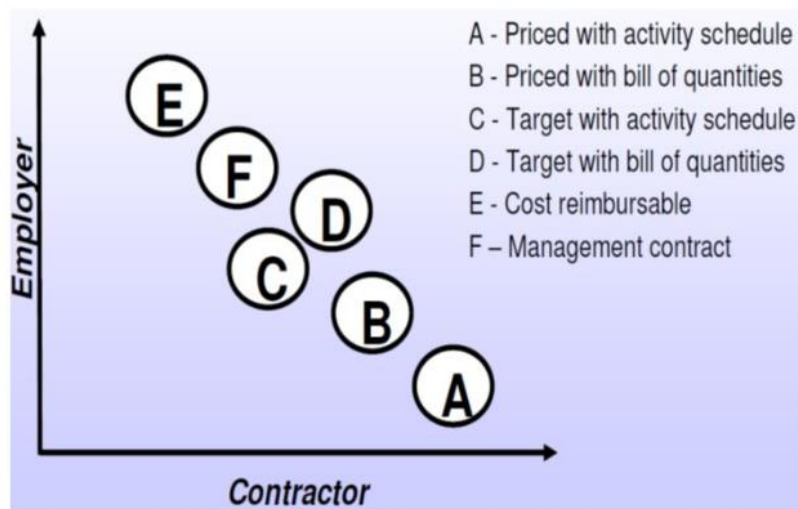 A - Priced with activity schedule
B - Priced with bill of quantities
C - Target with activity schedule
D - Target with bill of quantities
E - Cost reimbursable
F – Management contract
E
F
D
C
B
A
Employer
Contractor